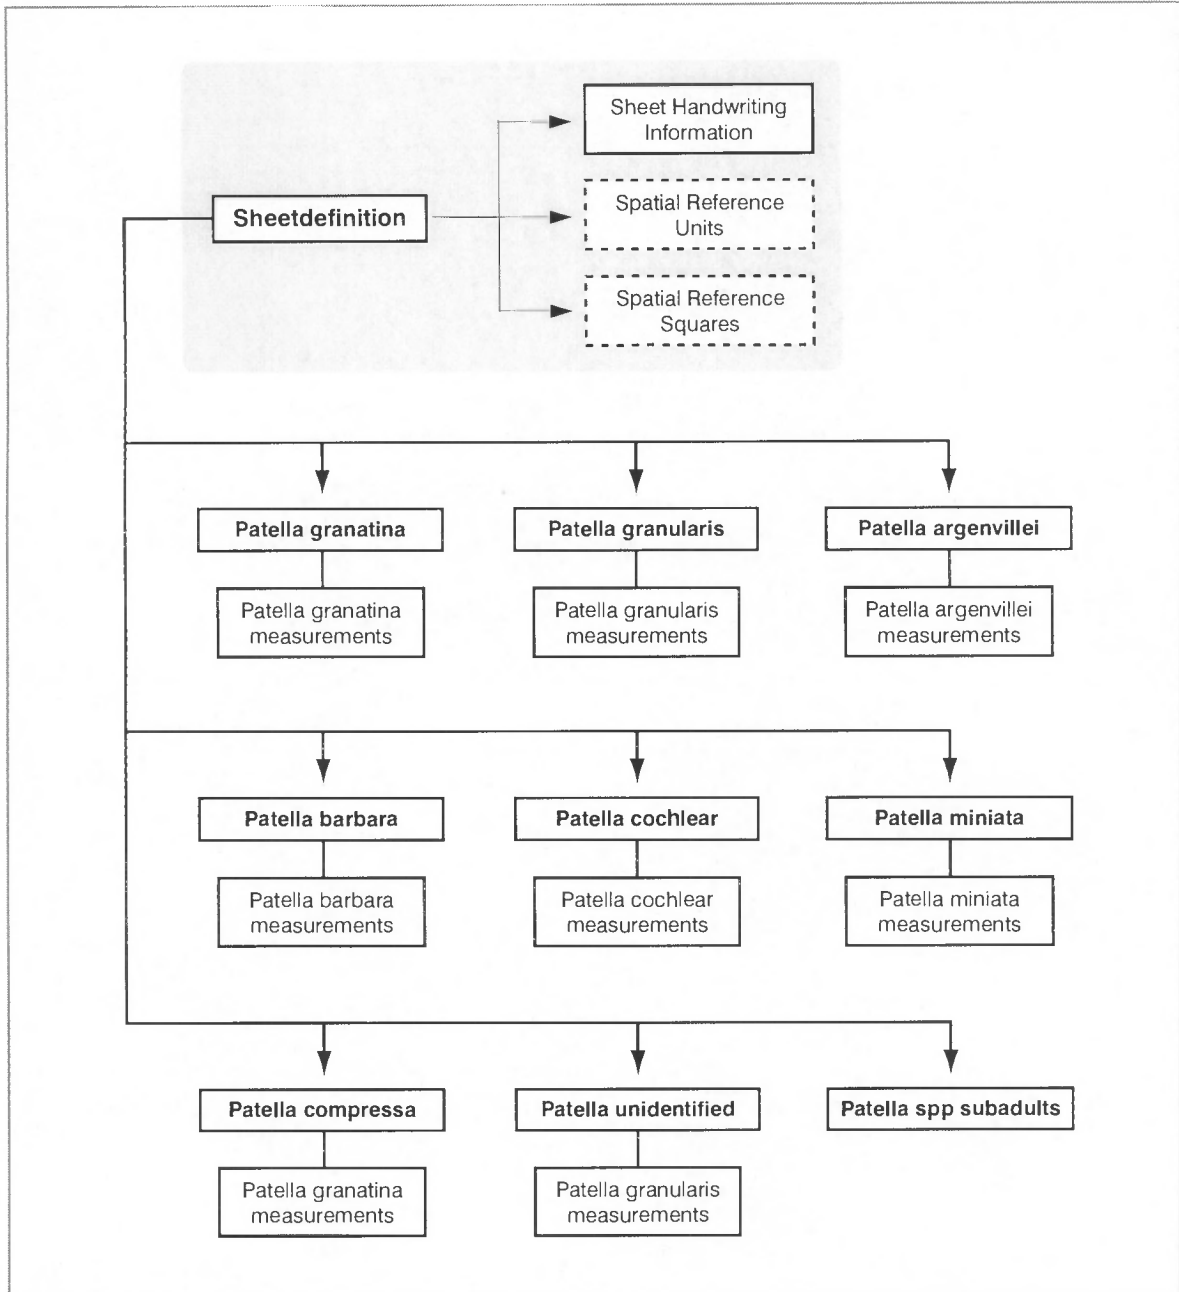 Sheet Handwriting
Information
Sheetdefinition
Spatial Reference
Units
Spatial Reference
Squares
Patella granatina
Patella granularis
Patella argenvillei
Patella granatina
measurements
Patella granularis
measurements
Patella argenvillei
measurements
Patella barbara
Patella cochlear
Patella miniata
Patella barbara
measurements
Patella cochlear
measurements
Patella miniata
measurements
Patella compressa
Patella unidentified
Patella spp subadults
Patella granatina
measurements
Patella granularis
measurements